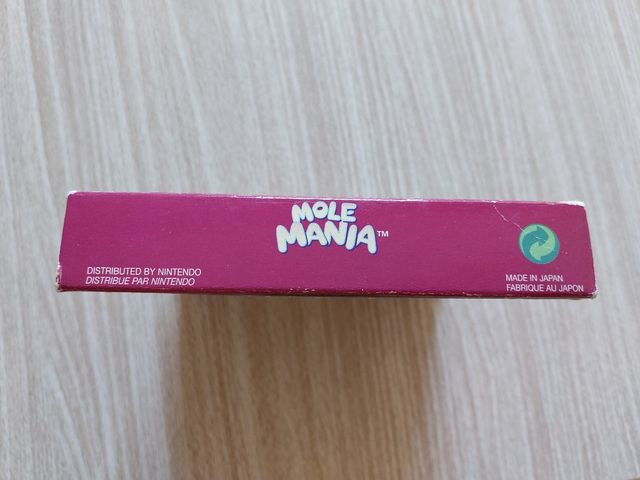 MOLE
MANIA™
DISTRIBUTED BY NINTENDO
DISTRIBUE PAR NINTENDO
MADE IN JAPAN
FABRIQUE AU JAPON